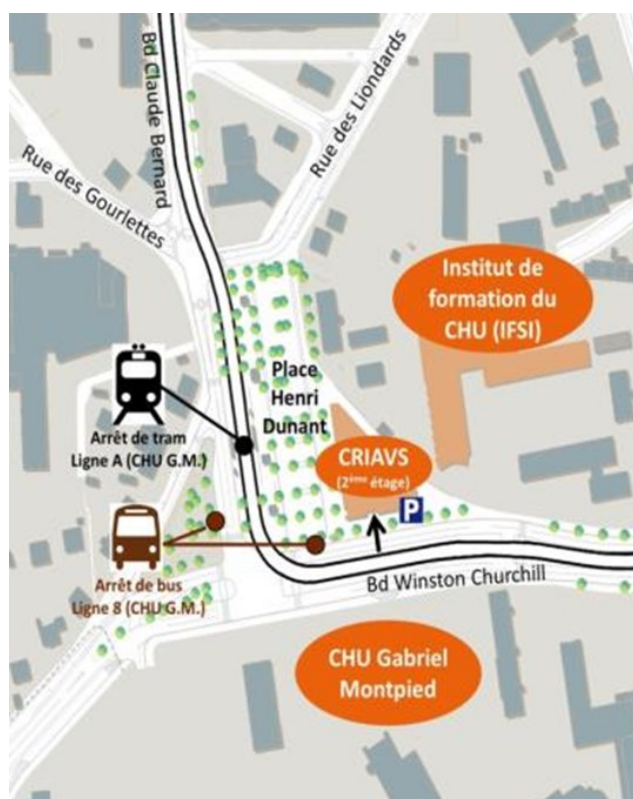 Bd Claude Bernard
Rue des Liondards
Rue des Gourlettes
Institut de
formation du
CHU (IFSI)
Place
Henri
Dunant
Arrêt de tram
Ligne A (CHU G.M.)
CRIAVS
(2ème étage)
P
Arrêt de bus
Ligne 8 (CHU G.M.)
Bd Winston Churchill
CHU Gabriel
Montpied